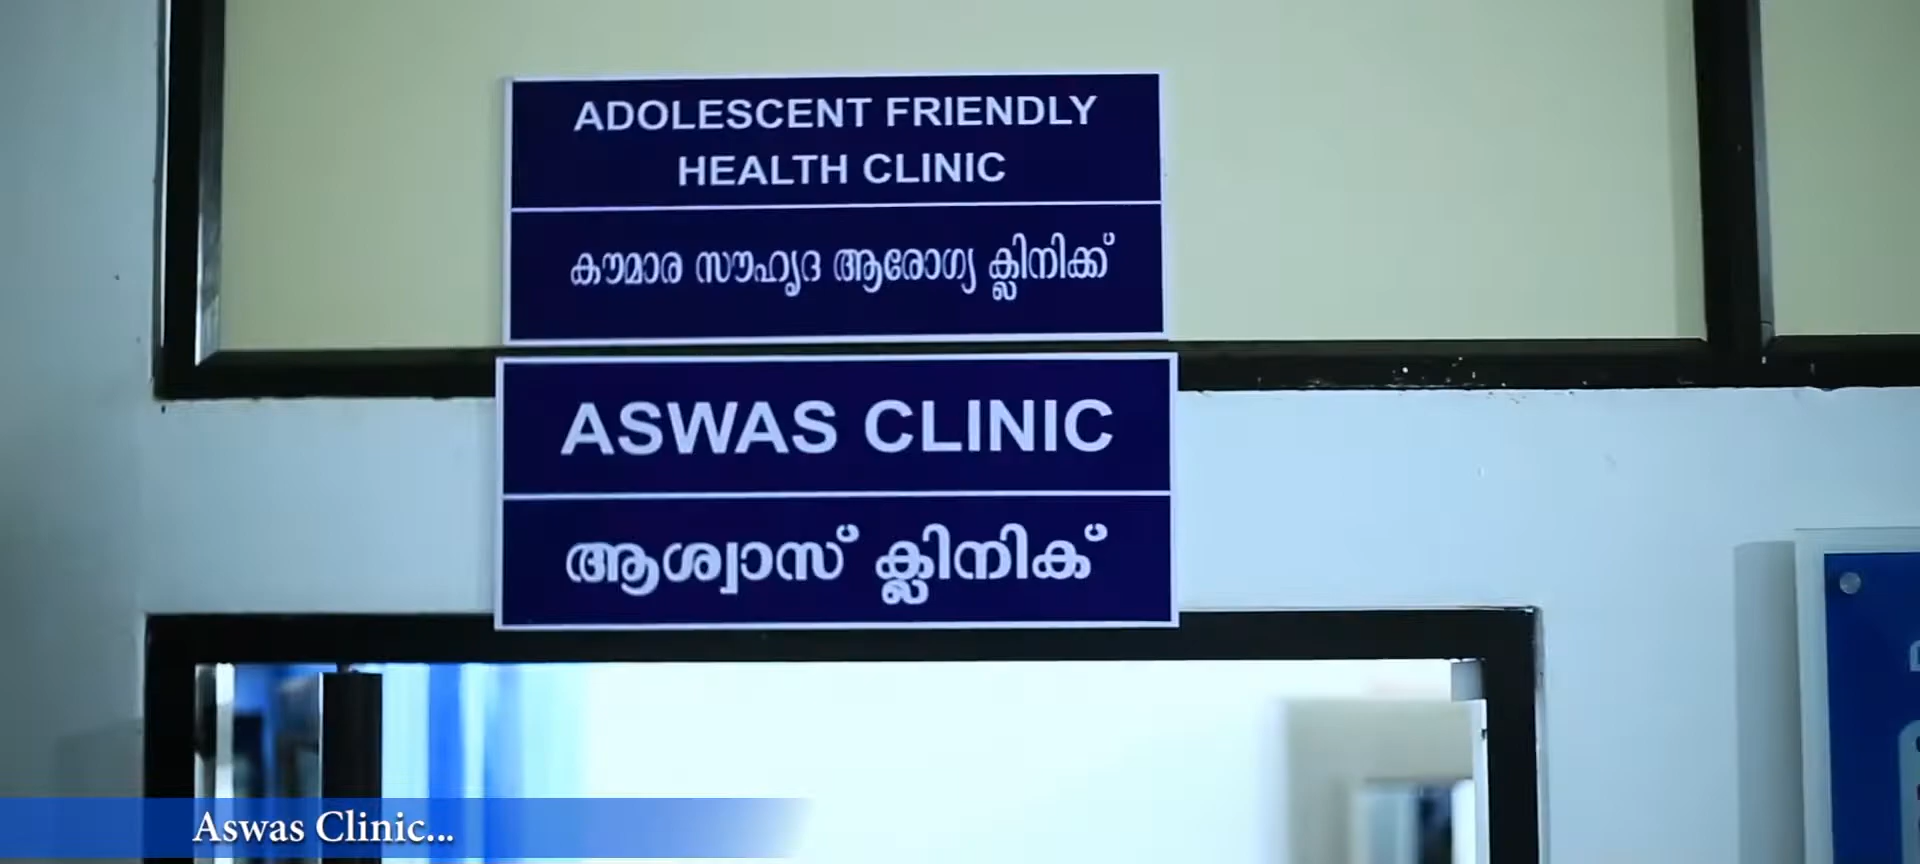 ADOLESCENT FRIENDLY
HEALTH CLINIC
കൗമാര സൗഹൃദ ആരോഗ്യ ക്ലിനിക്ക്
ASWAS CLINIC
ആശ്വാസ് ക്ലിനിക്
Aswas Clinic...